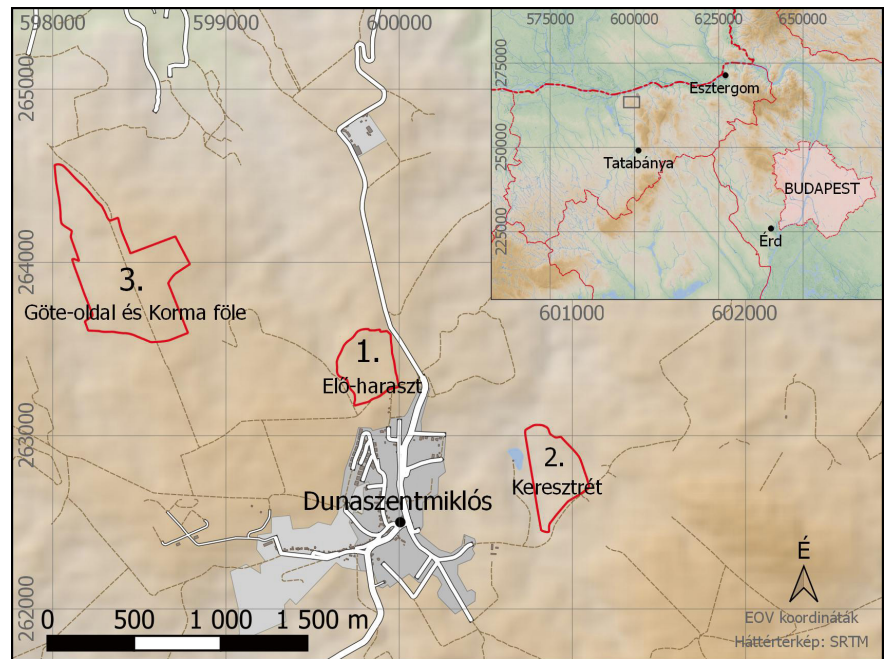 598000
599000
600000
575000
600000
625000
650000
265000
275000
Esztergom
250000
Tatabánya
BUDAPEST
225000
Érd
264000
3.
Göte-oldal és Korma föle
601000
602000
1.
Elő-haraszt
263000
2.
Keresztrét
Dunaszentmiklós
É
262000
0 500 1 000 1 500 m
EOV koordináták
Háttértérkép: SRTM